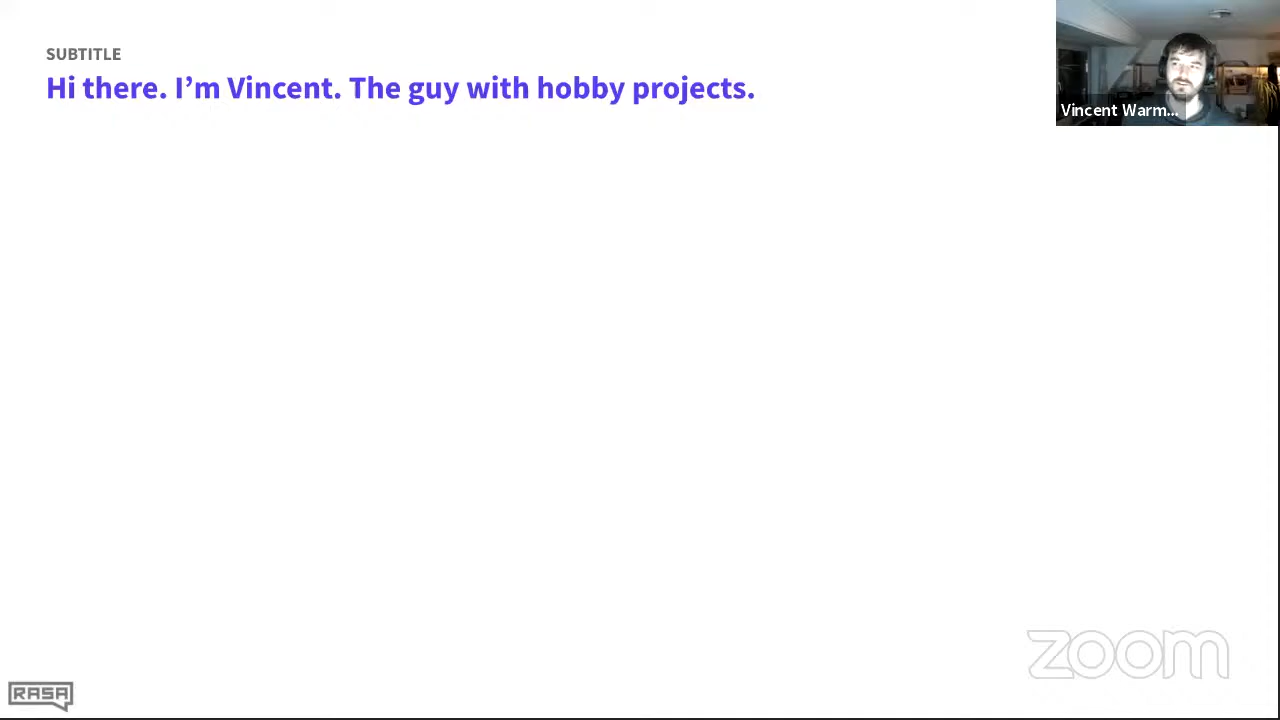 SUBTITLE
Hi there. I’m Vincent. The guy with hobby projects.
Vincent Warm...
zoom
RASA